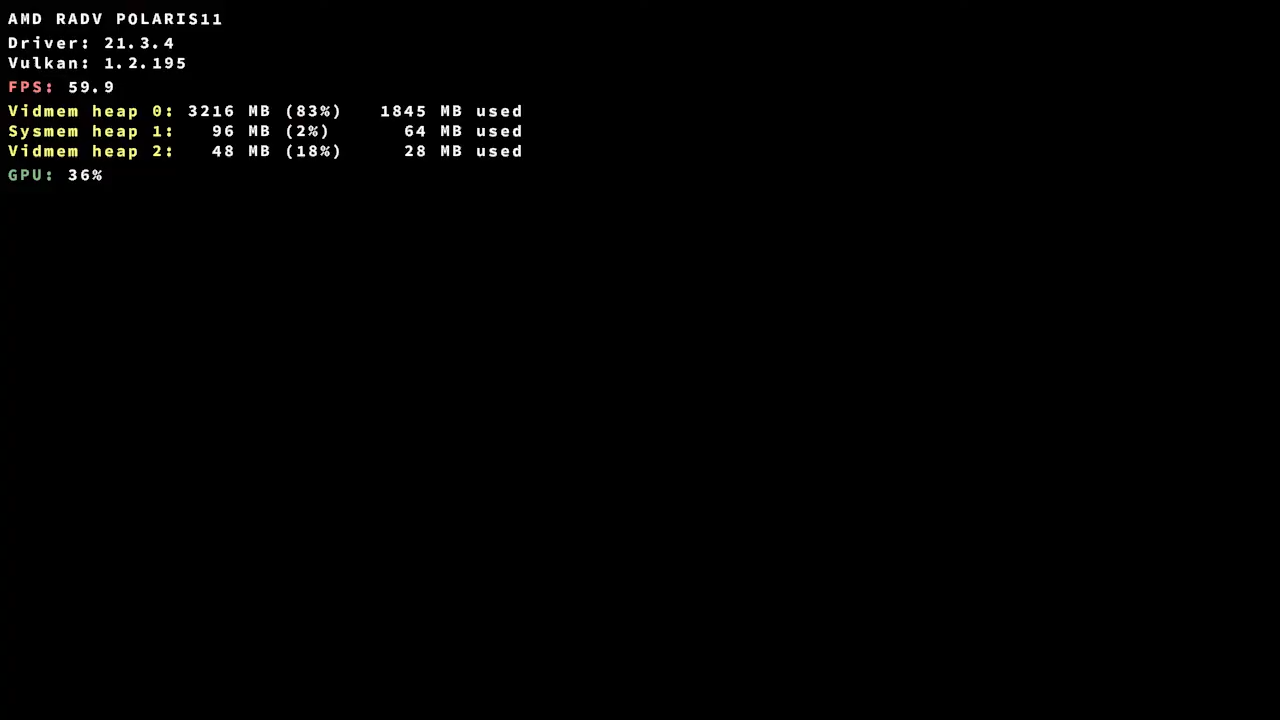 AMD RADV POLARIS11
Driver: 21.3.4
Vulkan: 1.2.195
FPS: 59.9
Vidmem heap 0: 3216 MB (83%) 1845 MB used
Sysmem heap 1: 96 MB (2%) 64 MB used
Vidmem heap 2: 48 MB (18%) 28 MB used
GPU: 36%